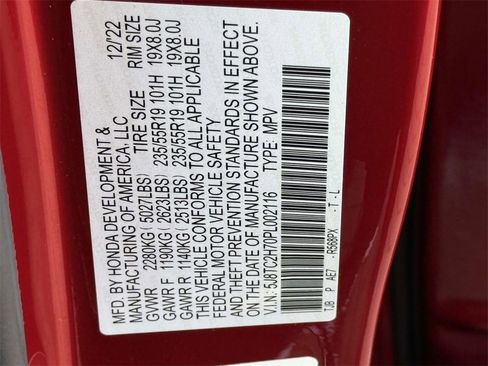 MFD. BY HONDA DEVELOPMENT & 12/22
MANUFACTURING OF AMERICA, LLC
TIRE SIZE RIM SIZE
GVWR 2280KG ( 5027LBS) 235/55R19 101H 19X8.0J
GAWR F 1190KG ( 2623LBS) 235/55R19 101H 19X8.0J
GAWR R 1140KG ( 2513LBS)
THIS VEHICLE CONFORMS TO ALL APPLICABLE
FEDERAL MOTOR VEHICLE SAFETY
AND THEFT PREVENTION STANDARDS IN EFFECT
ON THE DATE OF MANUFACTURE SHOWN ABOVE.
V.I.N.: 5J8TC2H70PL002116 TYPE: MPV
TJB P AE7 -R568PX -T-L